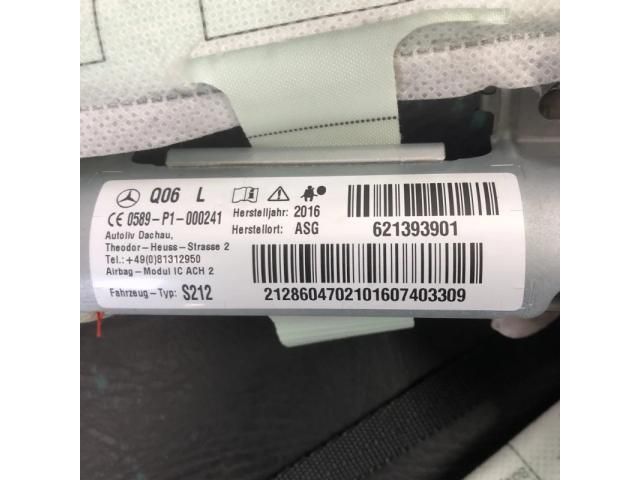 Q06 L
CE 0589-P1-000241
Autoliv Dachau,
Theodor-Heuss-Strasse 2
Tel.: +49(0)81312950
Airbag-Modul IC ACH 2
Fahrzeug-Typ: S212
Herstelljahr: 2016
Herstellort: ASG
621393901
2128604702101607403309